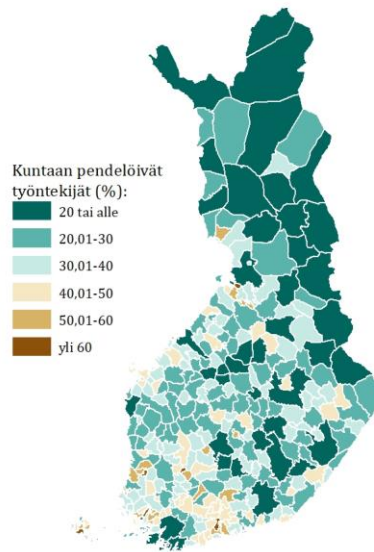 Kuntaan pendelöivät
työntekijät (%):
20 tai alle
20,01-30
30,01-40
40,01-50
50,01-60
yli 60